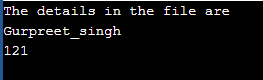 The details in the file are
Gurpreet_singh
121